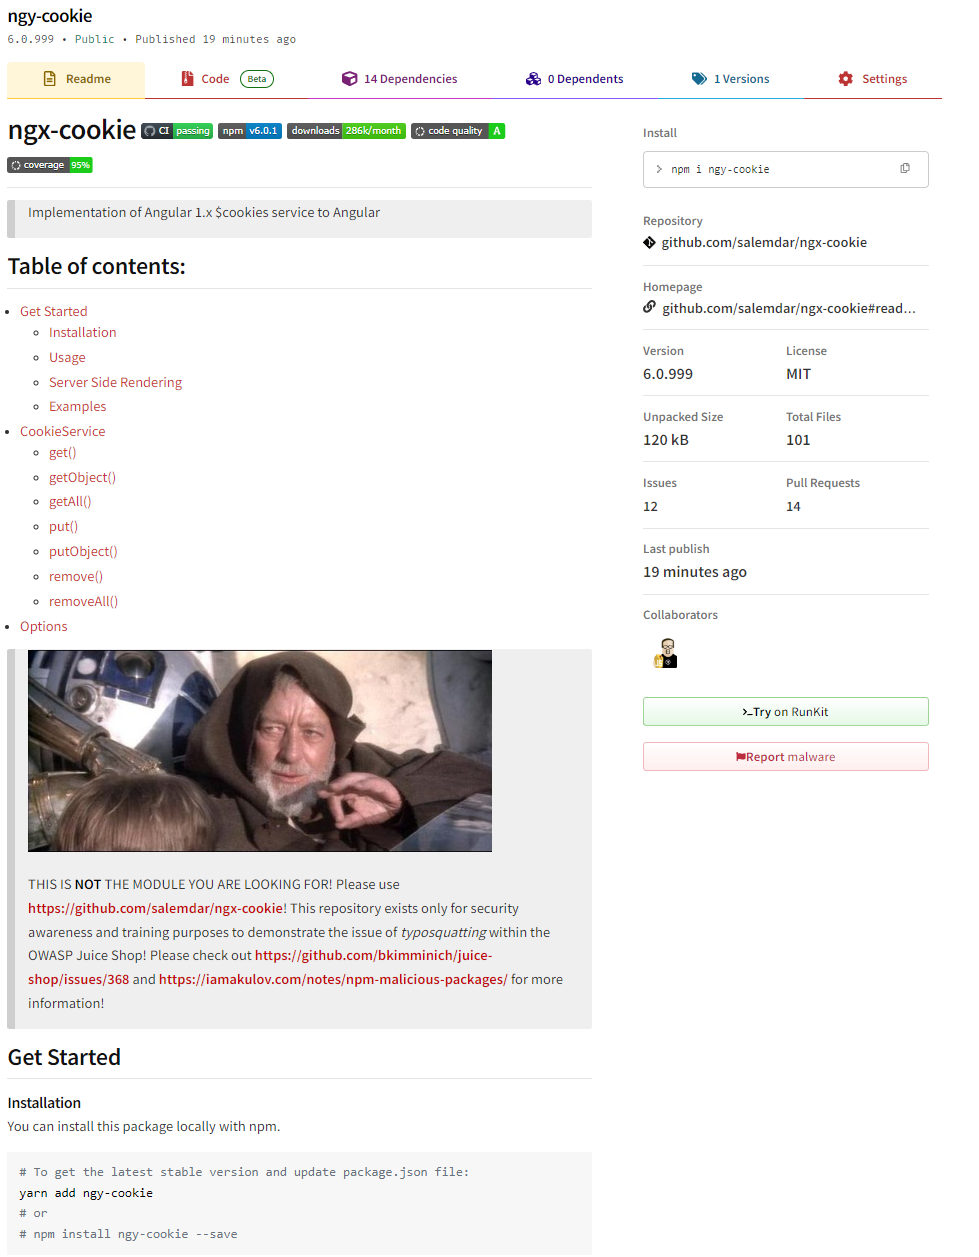 ngy-cookie
6.0.999 • Public • Published 19 minutes ago
Readme
Code Beta
14 Dependencies
0 Dependents
1 Versions
Settings
ngx-cookie CI passing npm v6.0.1 downloads 286k/month code quality A
coverage 95%
Implementation of Angular 1.x $cookies service to Angular
Table of contents:
• Get Started
Installation
Usage
Server Side Rendering
Examples
• CookieService
get()
getObject()
getAll()
put()
putObject()
remove()
removeAll()
• Options
THIS IS NOT THE MODULE YOU ARE LOOKING FOR! Please use
https://github.com/salemdar/ngx-cookie! This repository exists only for security
awareness and training purposes to demonstrate the issue of typosquatting within the
OWASP Juice Shop! Please check out https://github.com/bkimminich/juice-
shop/issues/368 and https://iamakulov.com/notes/npm-malicious-packages/ for more
information!
Get Started
Installation
You can install this package locally with npm.
# To get the latest stable version and update package.json file:
yarn add ngy-cookie
# or
# npm install ngy-cookie --save
Install
> npm i ngy-cookie
Repository
github.com/salemdar/ngx-cookie
Homepage
github.com/salemdar/ngx-cookie#read...
Version License
6.0.999 MIT
Unpacked Size Total Files
120 kB 101
Issues Pull Requests
12 14
Last publish
19 minutes ago
Collaborators
>_Try on RunKit
Report malware